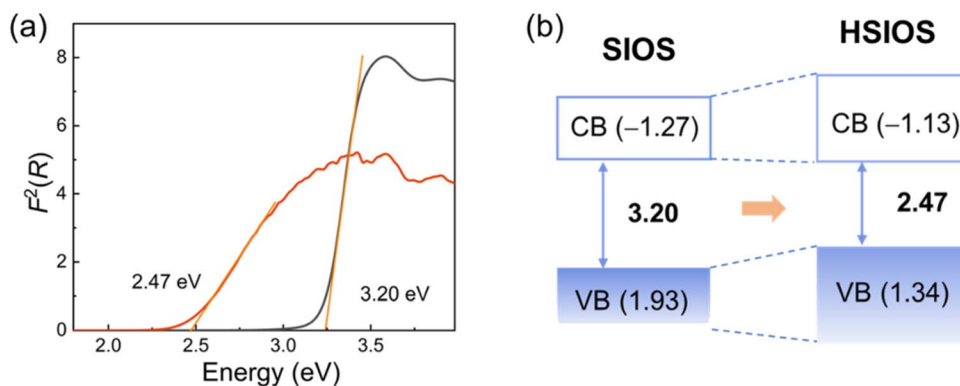 (a)
8
6
4
2
0
F²(R)
2.47 eV
3.20 eV
2.0
2.5
3.0
3.5
Energy (eV)
(b)
SIOS
HSIOS
CB (−1.27)
CB (−1.13)
3.20
2.47
VB (1.93)
VB (1.34)